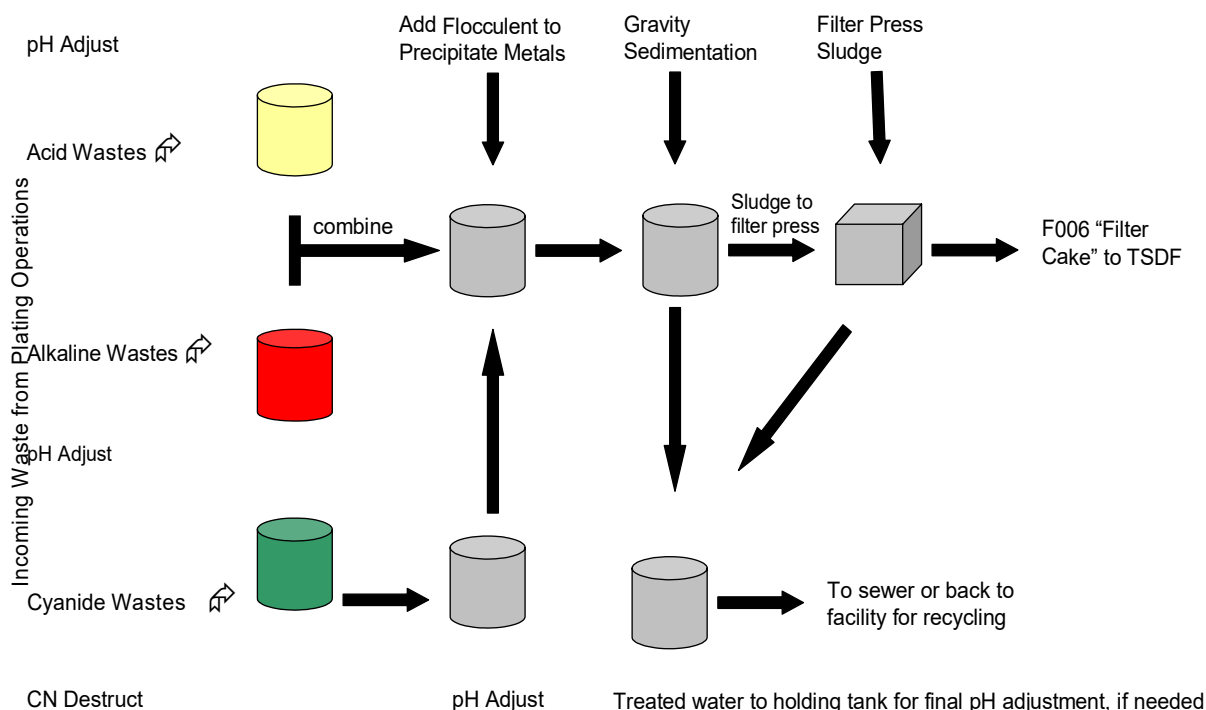 pH Adjust
Add Flocculent to
Precipitate Metals
Gravity
Sedimentation
Filter Press
Sludge
Acid Wastes
combine
Sludge to
filter press
F006 “Filter
Cake” to TSDF
Incoming Waste from Plating Operations
Alkaline Wastes
pH Adjust
Cyanide Wastes
To sewer or back to
facility for recycling
CN Destruct
pH Adjust
Treated water to holding tank for final pH adjustment, if needed